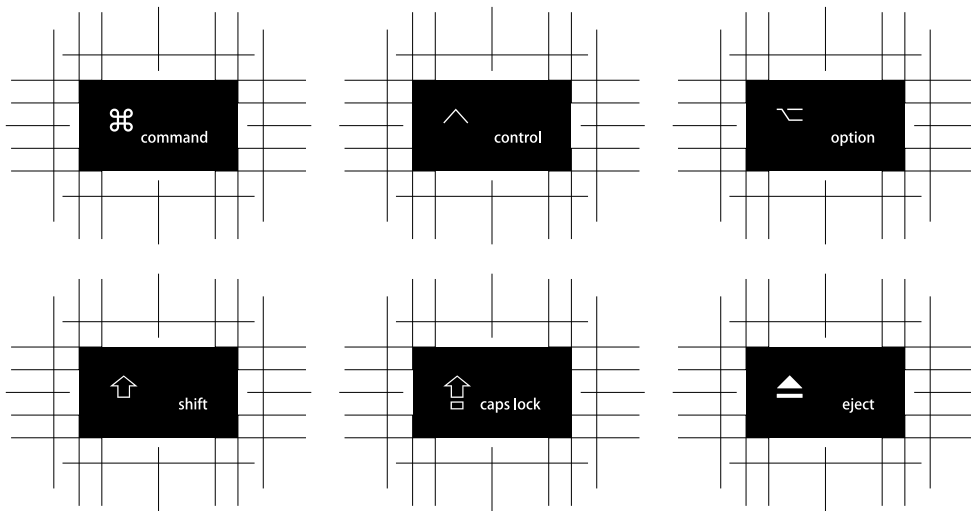 ⌘
command
⌃
control
⌥
option
⇧
shift
⇪
caps lock
⏏
eject